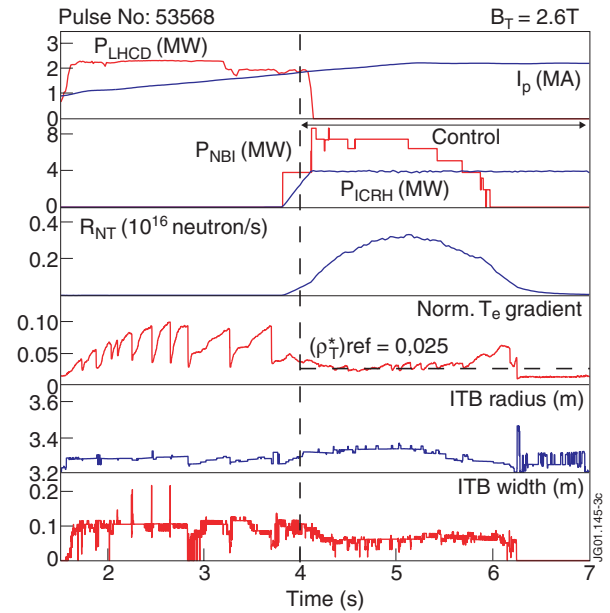 Pulse No: 53568 B_T = 2.6T
P_LHCD (MW)
I_p (MA)
3
2
1
0
Control
P_NBI (MW)
P_ICRH (MW)
8
4
0
R_NT (10^16 neutron/s)
0.4
0
Norm. T_e gradient
(ρ*_T)ref = 0,025
0.10
0.05
0
ITB radius (m)
3.6
3.4
3.2
ITB width (m)
0.2
0.1
0
2 3 4 5 6 7
Time (s)
JG01.145-3c